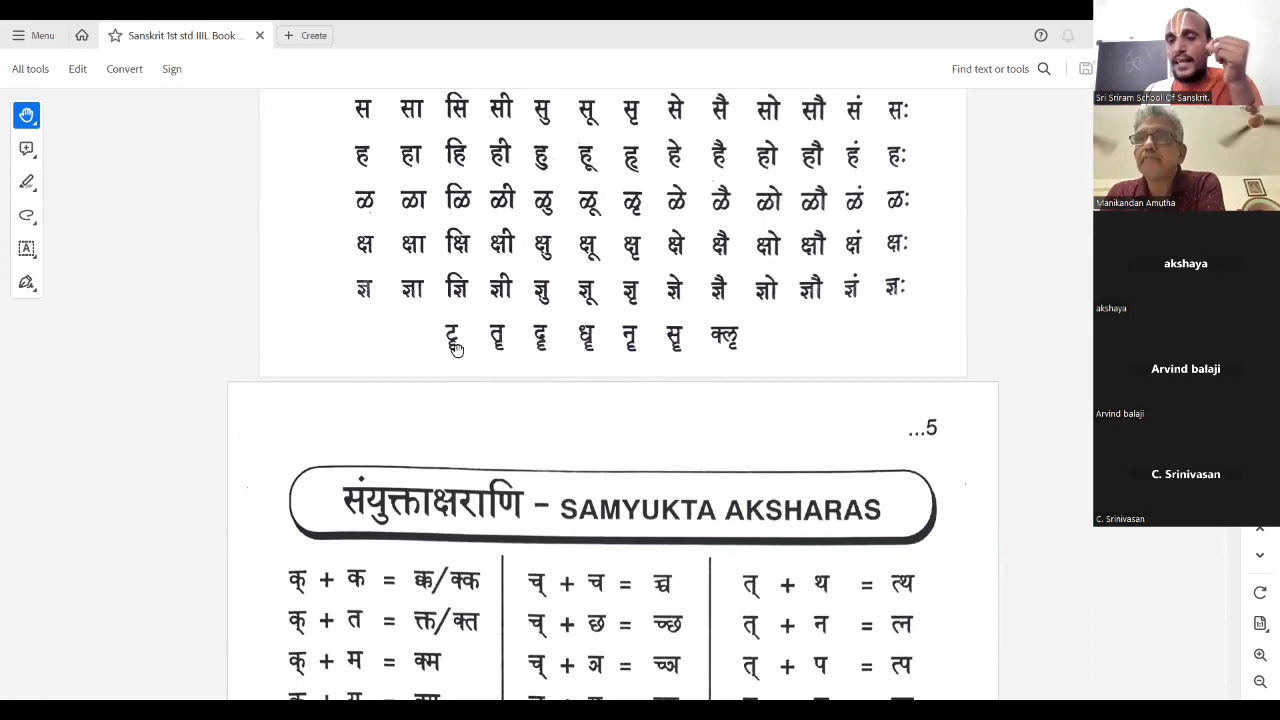 Menu
Sanskrit 1st std IIIL Book ...
Create
All tools Edit Convert Sign
Find text or tools
स सा सि सी सु सू सृ से सै सो सौ सं सः
ह हा हि ही हु हू हृ हे है हो हौ हं हः
ळ ळा ळि ळी ळु ळू ळृ ळे ळै ळो ळौ ळं ळः
क्ष क्षा क्षि क्षी क्षु क्षू क्षृ क्षे क्षै क्षो क्षौ क्षं क्षः
ज्ञ ज्ञा ज्ञि ज्ञी ज्ञु ज्ञू ज्ञृ ज्ञे ज्ञै ज्ञो ज्ञौ ज्ञं ज्ञः
टॄ तॄ दॄ धॄ नॄ सॄ क्लृ
...5
संयुक्ताक्षराणि – SAMYUKTA AKSHARAS
क् + क = क्क/क्क च् + च = च्च त् + थ = त्थ
क् + त = क्त/क्त च् + छ = च्छ त् + न = त्न
क् + म = क्म च् + ञ = च्ञ त् + प = त्प
Sri Sriram School Of Sanskrit.
Manikandan Amutha
akshaya
akshaya
Arvind balaji
Arvind balaji
C. Srinivasan
C. Srinivasan